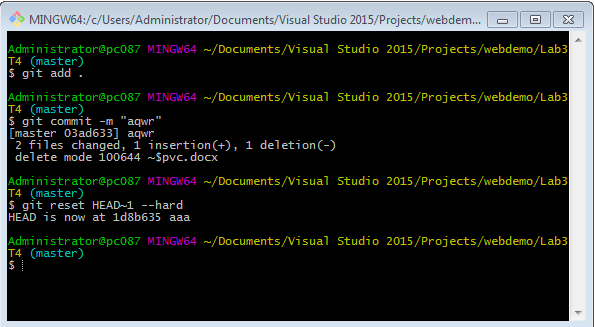 MINGW64:/c/Users/Administrator/Documents/Visual Studio 2015/Projects/webdem...
Administrator@pc087 MINGW64 ~/Documents/Visual Studio 2015/Projects/webdemo/Lab3
T4 (master)
$ git add .
Administrator@pc087 MINGW64 ~/Documents/Visual Studio 2015/Projects/webdemo/Lab3
T4 (master)
$ git commit -m "aqwr"
[master 03ad633] aqwr
2 files changed, 1 insertion(+), 1 deletion(-)
delete mode 100644 ~$pvc.docx
Administrator@pc087 MINGW64 ~/Documents/Visual Studio 2015/Projects/webdemo/Lab3
T4 (master)
$ git reset HEAD~1 --hard
HEAD is now at 1d8b635 aaa
Administrator@pc087 MINGW64 ~/Documents/Visual Studio 2015/Projects/webdemo/Lab3
T4 (master)
$